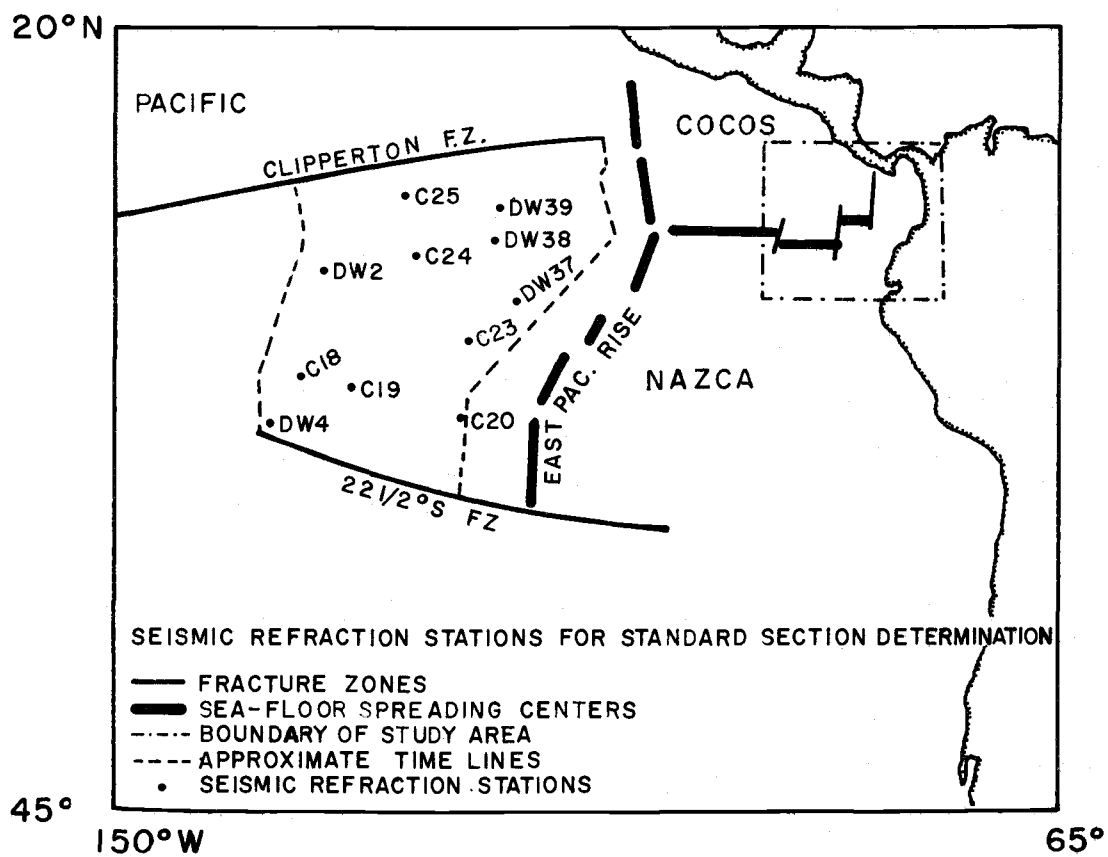 20°N
PACIFIC
COCOS
CLIPPERTON F.Z.
C25
DW39
DW38
C24
DW2
DW37
C23
C18
C19
NAZCA
EAST PAC. RISE
C20
DW4
22 1/2°S FZ
SEISMIC REFRACTION STATIONS FOR STANDARD SECTION DETERMINATION
FRACTURE ZONES
SEA-FLOOR SPREADING CENTERS
BOUNDARY OF STUDY AREA
APPROXIMATE TIME LINES
SEISMIC REFRACTION STATIONS
45°
150°W
65°